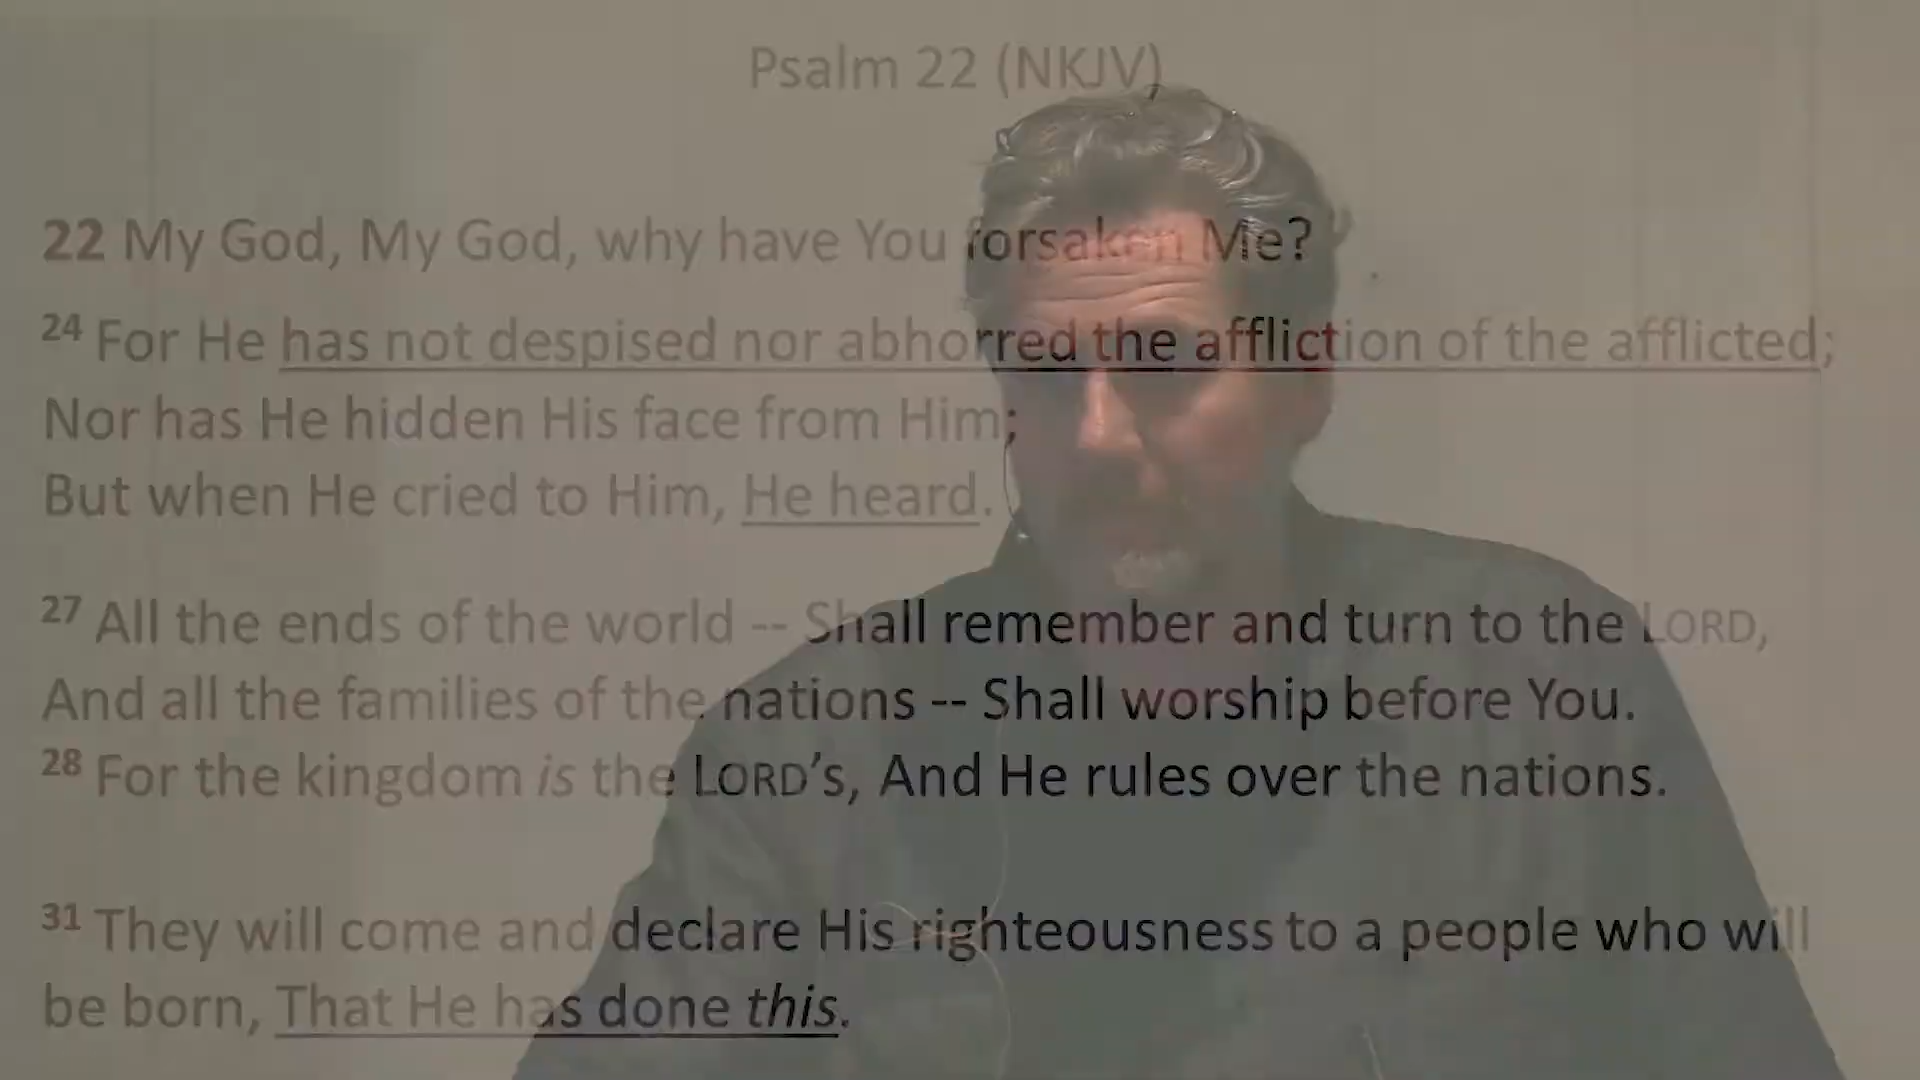 Psalm 22 (NKJV)
22 My God, My God, why have You forsaken Me?
24 For He has not despised nor abhorred the affliction of the afflicted;
Nor has He hidden His face from Him;
But when He cried to Him, He heard.
27 All the ends of the world -- Shall remember and turn to the LORD,
And all the families of the nations -- Shall worship before You.
28 For the kingdom is the LORD’s, And He rules over the nations.
31 They will come and declare His righteousness to a people who will
be born, That He has done this.